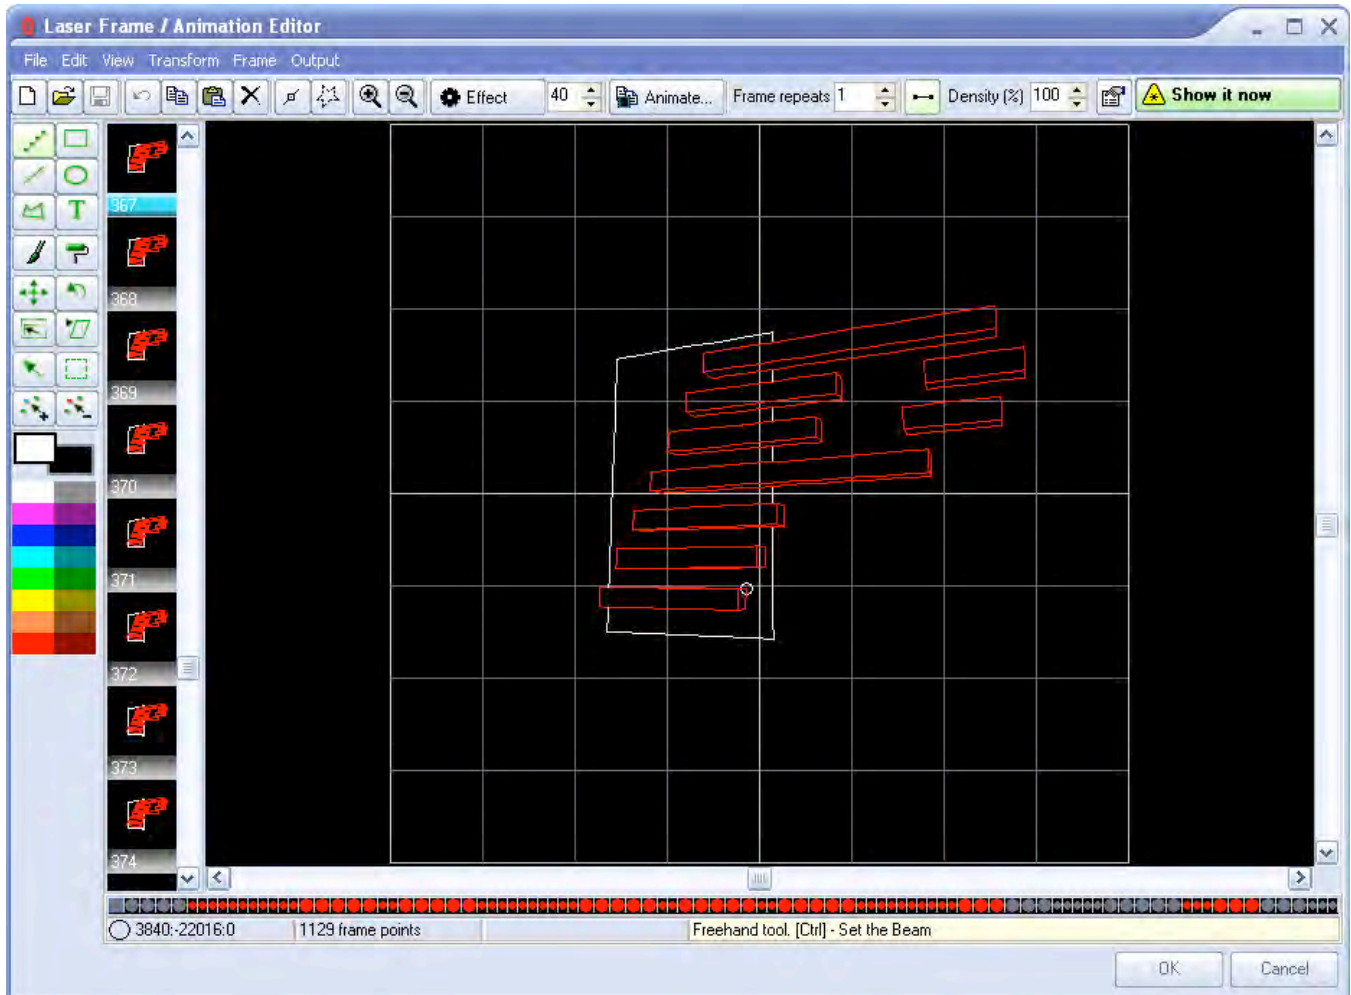 Laser Frame / Animation Editor
File Edit View Transform Frame Output
Effect 40 Animate... Frame repeats 1 Density (%) 100 Show it now
T
367
368
369
370
371
372
373
374
3840:-22016:0 1129 frame points Freehand tool. [Ctrl] - Set the Beam
OK Cancel